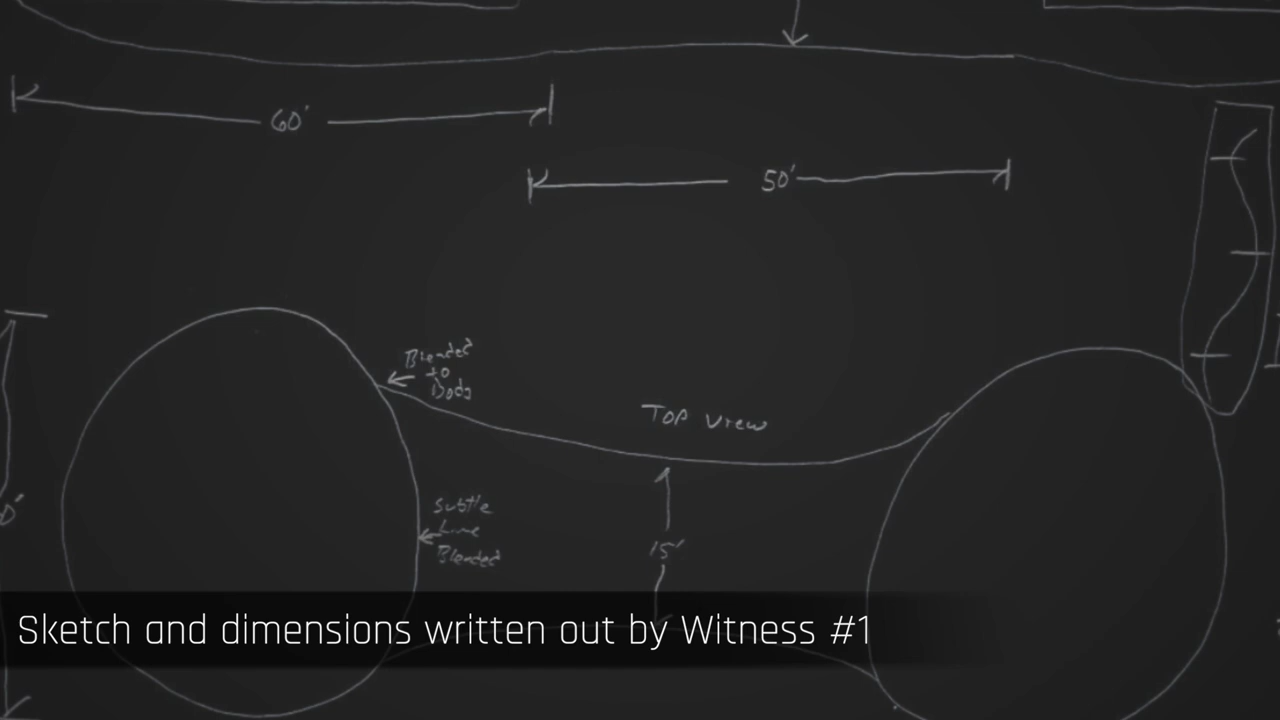 60'
50'
Blended
to
Body
TOP View
Subtle
Line
Blended
15'
0'
Sketch and dimensions written out by Witness #1